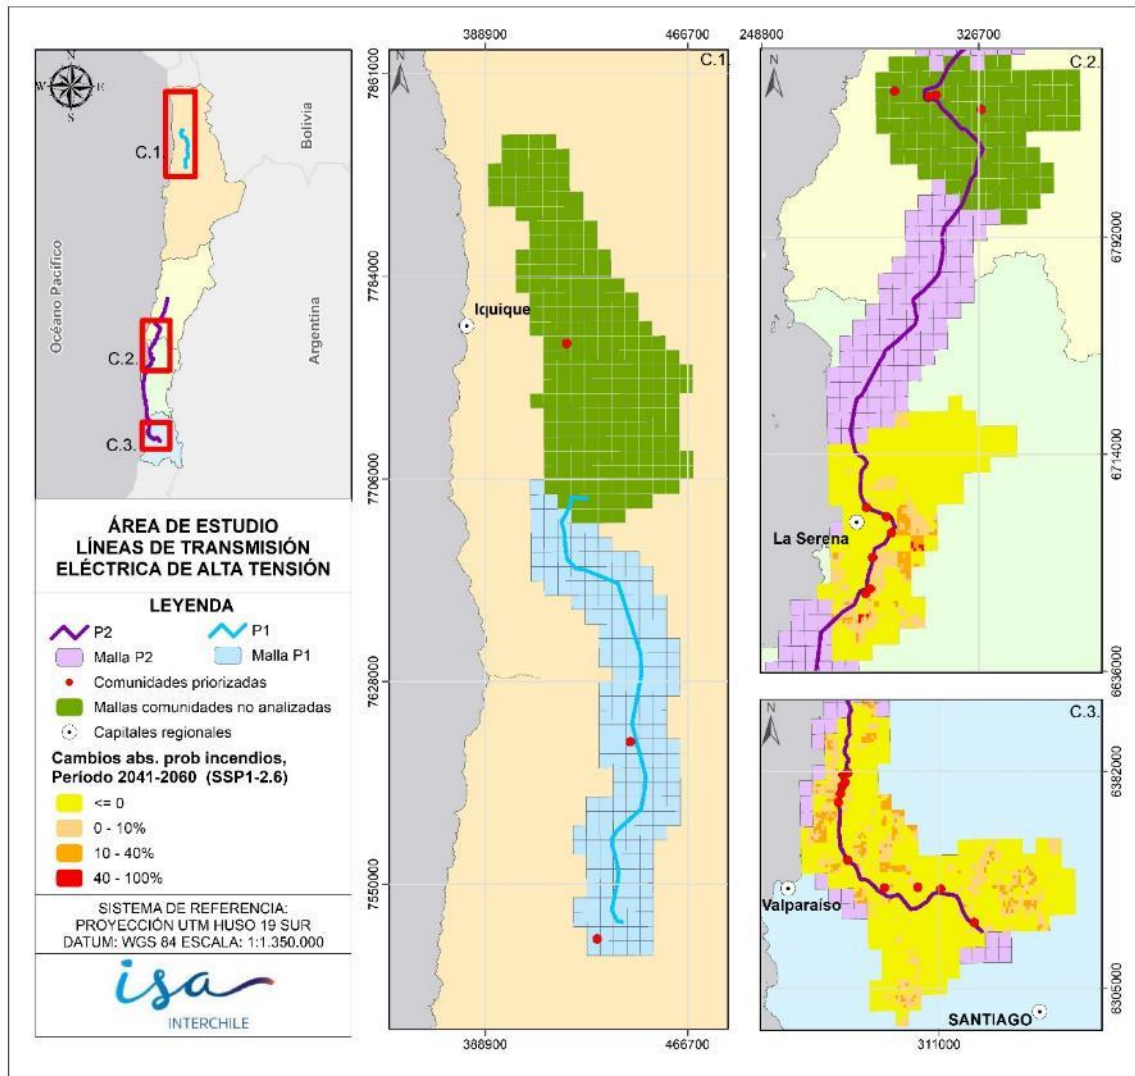 N
W
E
S
C.1.
Bolivia
Océano Pacífico
C.2.
Argentina
C.3.
ÁREA DE ESTUDIO
LÍNEAS DE TRANSMISIÓN
ELÉCTRICA DE ALTA TENSIÓN
LEYENDA
P2
P1
Malla P2
Malla P1
Comunidades priorizadas
Mallas comunidades no analizadas
Capitales regionales
Cambios abs. prob incendios,
Período 2041-2060 (SSP1-2.6)
<= 0
0 - 10%
10 - 40%
40 - 100%
SISTEMA DE REFERENCIA:
PROYECCIÓN UTM HUSO 19 SUR
DATUM: WGS 84 ESCALA: 1:1.350.000
isa
INTERCHILE
388900
466700
C.1.
N
7861000
7784000
Iquique
7706000
7628000
7550000
388900
466700
248800
326700
C.2.
N
6792000
6714000
La Serena
6636000
C.3.
N
6382000
Valparaíso
6305000
SANTIAGO
311000